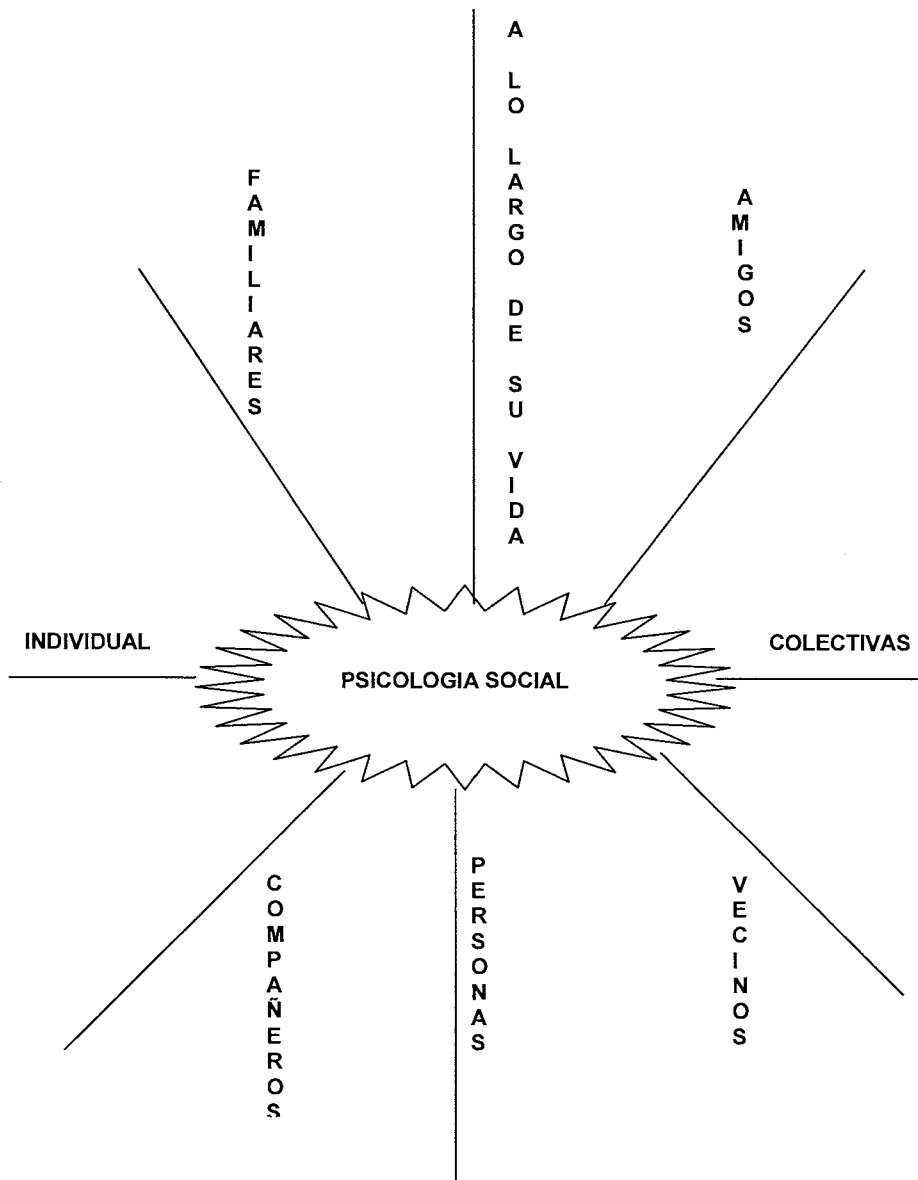 A LO LARGO DE SU VIDA
FAMILIARES
AMIGOS
INDIVIDUAL
COLECTIVAS
PSICOLOGIA SOCIAL
COMPAÑEROS
PERSONAS
VECINOS